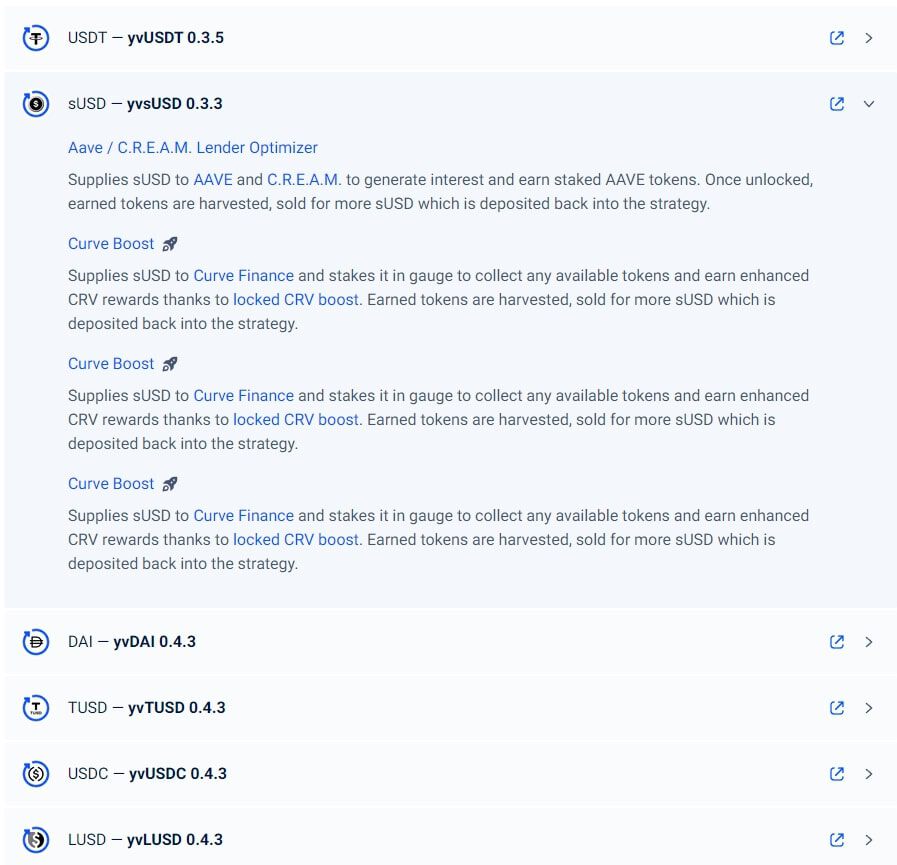 USDT — yvUSDT 0.3.5
sUSD — yvsUSD 0.3.3
Aave / C.R.E.A.M. Lender Optimizer
Supplies sUSD to AAVE and C.R.E.A.M. to generate interest and earn staked AAVE tokens. Once unlocked,
earned tokens are harvested, sold for more sUSD which is deposited back into the strategy.
Curve Boost
Supplies sUSD to Curve Finance and stakes it in gauge to collect any available tokens and earn enhanced
CRV rewards thanks to locked CRV boost. Earned tokens are harvested, sold for more sUSD which is
deposited back into the strategy.
Curve Boost
Supplies sUSD to Curve Finance and stakes it in gauge to collect any available tokens and earn enhanced
CRV rewards thanks to locked CRV boost. Earned tokens are harvested, sold for more sUSD which is
deposited back into the strategy.
Curve Boost
Supplies sUSD to Curve Finance and stakes it in gauge to collect any available tokens and earn enhanced
CRV rewards thanks to locked CRV boost. Earned tokens are harvested, sold for more sUSD which is
deposited back into the strategy.
DAI — yvDAI 0.4.3
TUSD — yvTUSD 0.4.3
USDC — yvUSDC 0.4.3
LUSD — yvLUSD 0.4.3